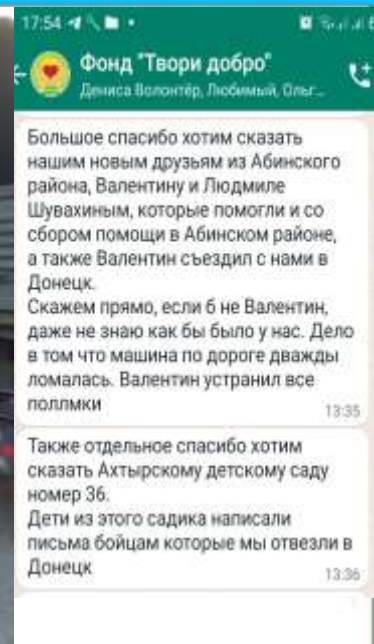 17:54
Фонд "Твори добро"
Дениса Волонтёр, Любимый, Ольг...
Большое спасибо хотим сказать
нашим новым друзьям из Абинского
района, Валентину и Людмиле
Шувахиным, которые помогли и со
сбором помощи в Абинском районе,
а также Валентин съездил с нами в
Донецк.
Скажем прямо, если б не Валентин,
даже не знаю как бы было у нас. Дело
в том что машина по дороге дважды
ломалась. Валентин устранил все
поллмки
13:35
Также отдельное спасибо хотим
сказать Ахтырскому детскому саду
номер 36.
Дети из этого садика написали
письма бойцам которые мы отвезли в
Донецк
13:36